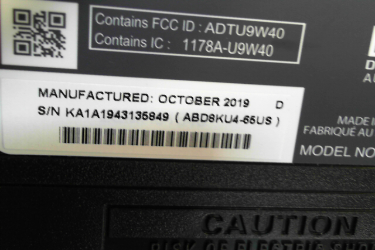 Contains FCC ID : ADTU9W40
Contains IC : 1178A-U9W40
MANUFACTURED: OCTOBER 2019 D
S/N KA1A1943135849 ( ABD8KU4-65US )
MADE IN
FABRIQUÉ AU
MODEL NO
CAUTION